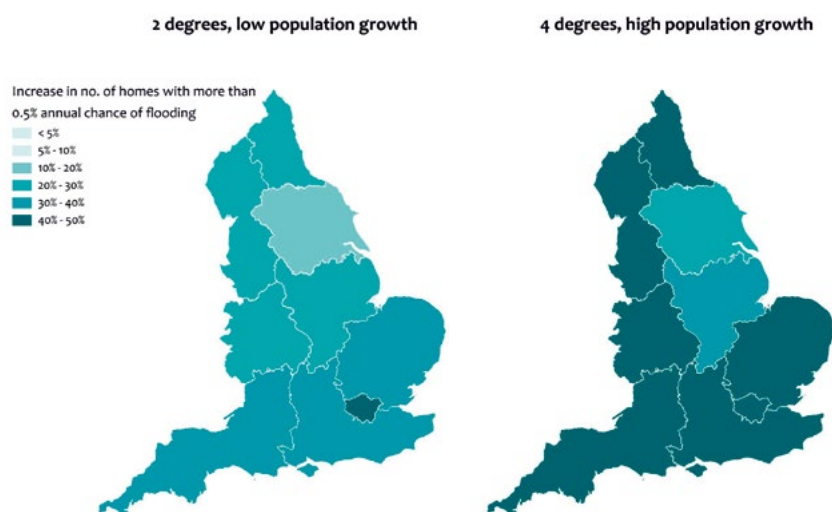 2 degrees, low population growth
4 degrees, high population growth
Increase in no. of homes with more than
0.5% annual chance of flooding
< 5%
5% - 10%
10% - 20%
20% - 30%
30% - 40%
40% - 50%